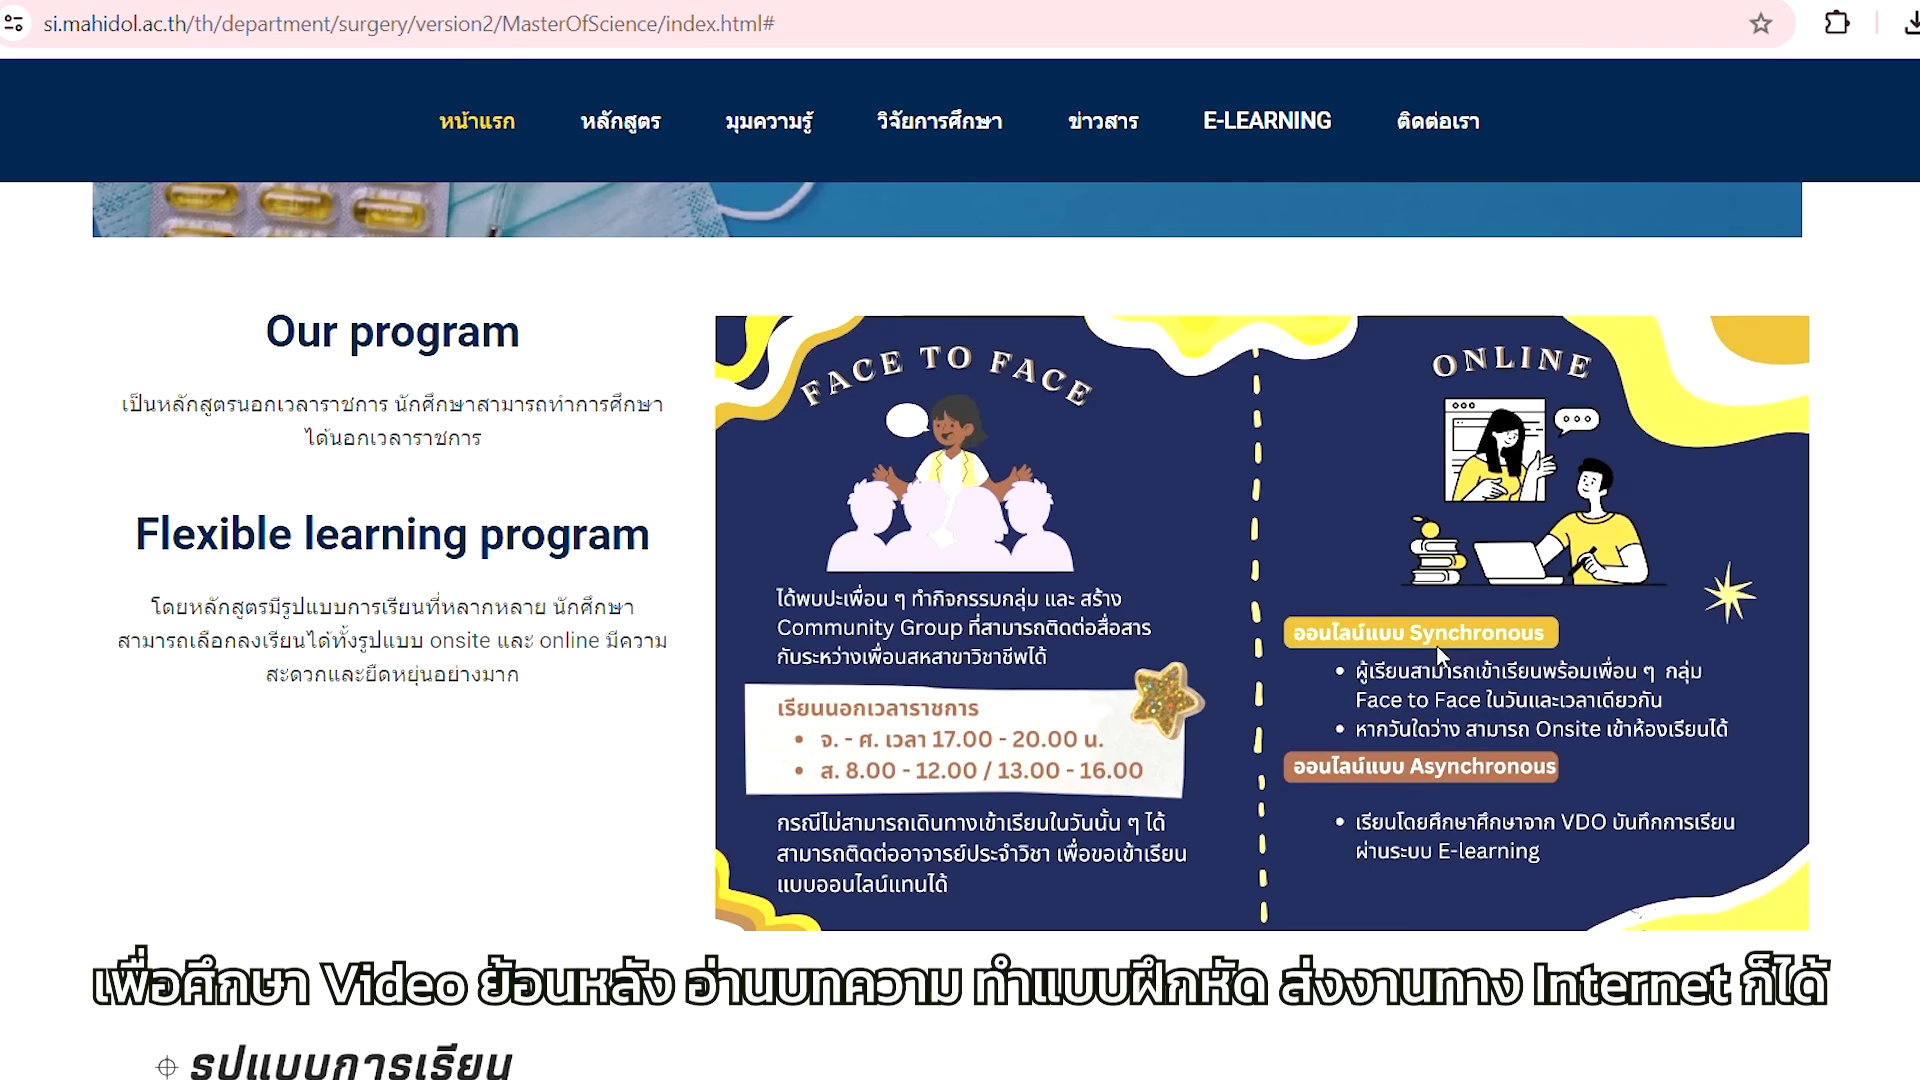 si.mahidol.ac.th/th/department/surgery/version2/MasterOfScience/index.html#
หน้าแรก หลักสูตร มุมความรู้ วิจัยการศึกษา ข่าวสาร E-LEARNING ติดต่อเรา
Our program
เป็นหลักสูตรนอกเวลาราชการ นักศึกษาสามารถทำการศึกษา
ได้นอกเวลาราชการ
Flexible learning program
โดยหลักสูตรมีรูปแบบการเรียนที่หลากหลาย นักศึกษา
สามารถเลือกลงเรียนได้ทั้งรูปแบบ onsite และ online มีความ
สะดวกและยืดหยุ่นอย่างมาก
FACE TO FACE
ได้พบปะเพื่อน ๆ ทำกิจกรรมกลุ่ม และ สร้าง
Community Group ที่สามารถติดต่อสื่อสาร
กับระหว่างเพื่อนสหสาขาวิชาชีพได้
เรียนนอกเวลาราชการ
• จ. - ศ. เวลา 17.00 - 20.00 น.
• ส. 8.00 - 12.00 / 13.00 - 16.00
กรณีไม่สามารถเดินทางเข้าเรียนในวันนั้น ๆ ได้
สามารถติดต่ออาจารย์ประจำวิชา เพื่อขอเข้าเรียน
แบบออนไลน์แทนได้
ONLINE
ออนไลน์แบบ Synchronous
• ผู้เรียนสามารถเข้าเรียนพร้อมเพื่อน ๆ กลุ่ม
Face to Face ในวันและเวลาเดียวกัน
• หากวันใดว่าง สามารถ Onsite เข้าห้องเรียนได้
ออนไลน์แบบ Asynchronous
• เรียนโดยศึกษาศึกษาจาก VDO บันทึกการเรียน
ผ่านระบบ E-learning
เพื่อศึกษา Video ย้อนหลัง อ่านบทความ ทำแบบฝึกหัด ส่งงานทาง Internet ก็ได้
รูปแบบการเรียน